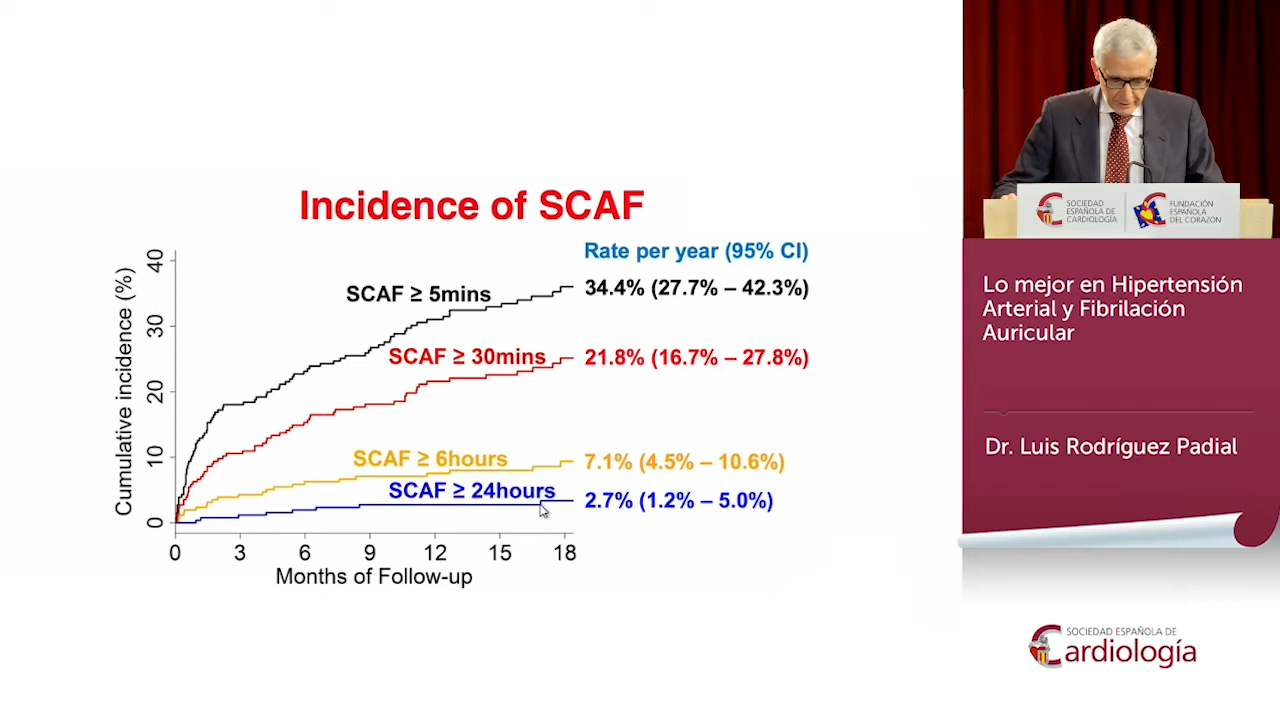 Incidence of SCAF
Rate per year (95% CI)
Cumulative incidence (%)
40
30
20
10
0
SCAF ≥ 5mins
34.4% (27.7% – 42.3%)
SCAF ≥ 30mins
21.8% (16.7% – 27.8%)
SCAF ≥ 6hours
7.1% (4.5% – 10.6%)
SCAF ≥ 24hours
2.7% (1.2% – 5.0%)
0 3 6 9 12 15 18
Months of Follow-up
SOCIEDAD
ESPAÑOLA DE
CARDIOLOGÍA
FUNDACIÓN
ESPAÑOLA
DEL CORAZÓN
Lo mejor en Hipertensión
Arterial y Fibrilación
Auricular
Dr. Luis Rodríguez Padial
SOCIEDAD ESPAÑOLA DE
Cardiología